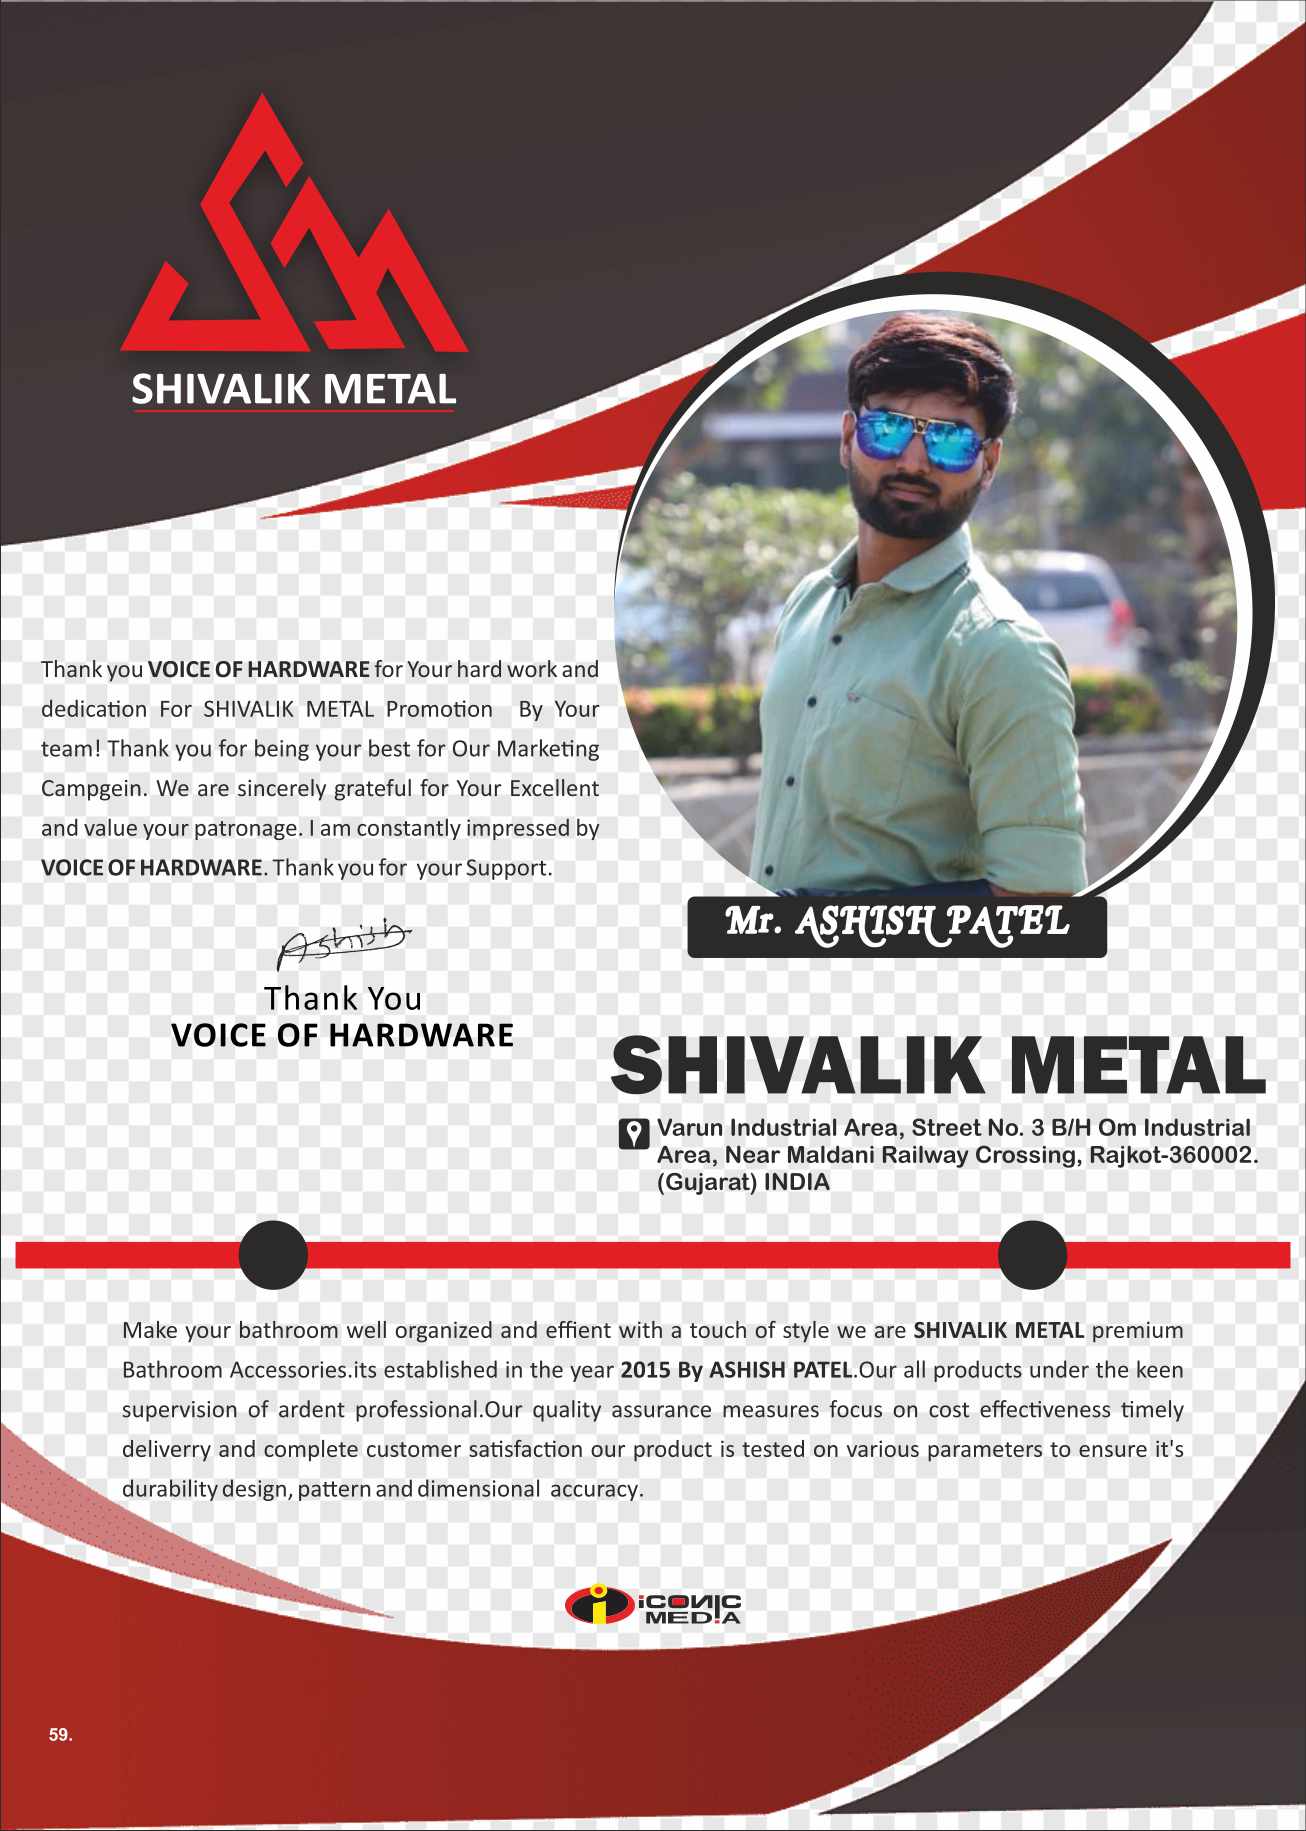 SHIVALIK METAL
Thank you VOICE OF HARDWARE for Your hard work and
dedication For SHIVALIK METAL Promotion By Your
team! Thank you for being your best for Our Marketing
Campgein. We are sincerely grateful for Your Excellent
and value your patronage. I am constantly impressed by
VOICE OF HARDWARE. Thank you for your Support.
Ashish
Thank You
VOICE OF HARDWARE
Mr. ASHISH PATEL
SHIVALIK METAL
Varun Industrial Area, Street No. 3 B/H Om Industrial
Area, Near Maldani Railway Crossing, Rajkot-360002.
(Gujarat) INDIA
Make your bathroom well organized and effient with a touch of style we are SHIVALIK METAL premium
Bathroom Accessories.its established in the year 2015 By ASHISH PATEL.Our all products under the keen
supervision of ardent professional.Our quality assurance measures focus on cost effectiveness timely
deliverry and complete customer satisfaction our product is tested on various parameters to ensure it's
durability design, pattern and dimensional accuracy.
iCONIC
MEDIA
59.